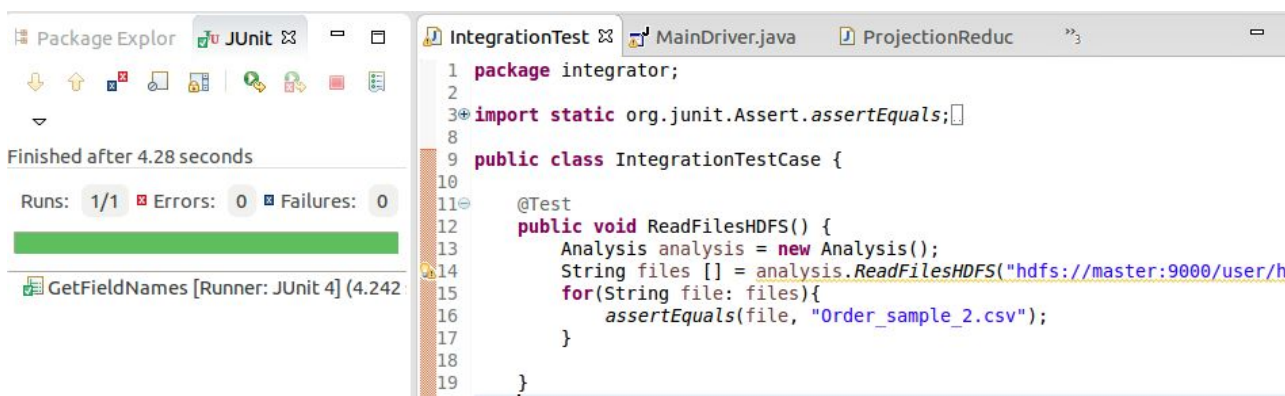 Package Explor JUnit
IntegrationTest MainDriver.java ProjectionReduc »3
Finished after 4.28 seconds
Runs: 1/1 Errors: 0 Failures: 0
GetFieldNames [Runner: JUnit 4] (4.242
1 package integrator;
2
3 import static org.junit.Assert.assertEquals;
8
9 public class IntegrationTestCase {
10
11 @Test
12 public void ReadFilesHDFS() {
13 Analysis analysis = new Analysis();
14 String files [] = analysis.ReadFilesHDFS("hdfs://master:9000/user/h
15 for(String file: files){
16 assertEquals(file, "Order_sample_2.csv");
17 }
18
19 }